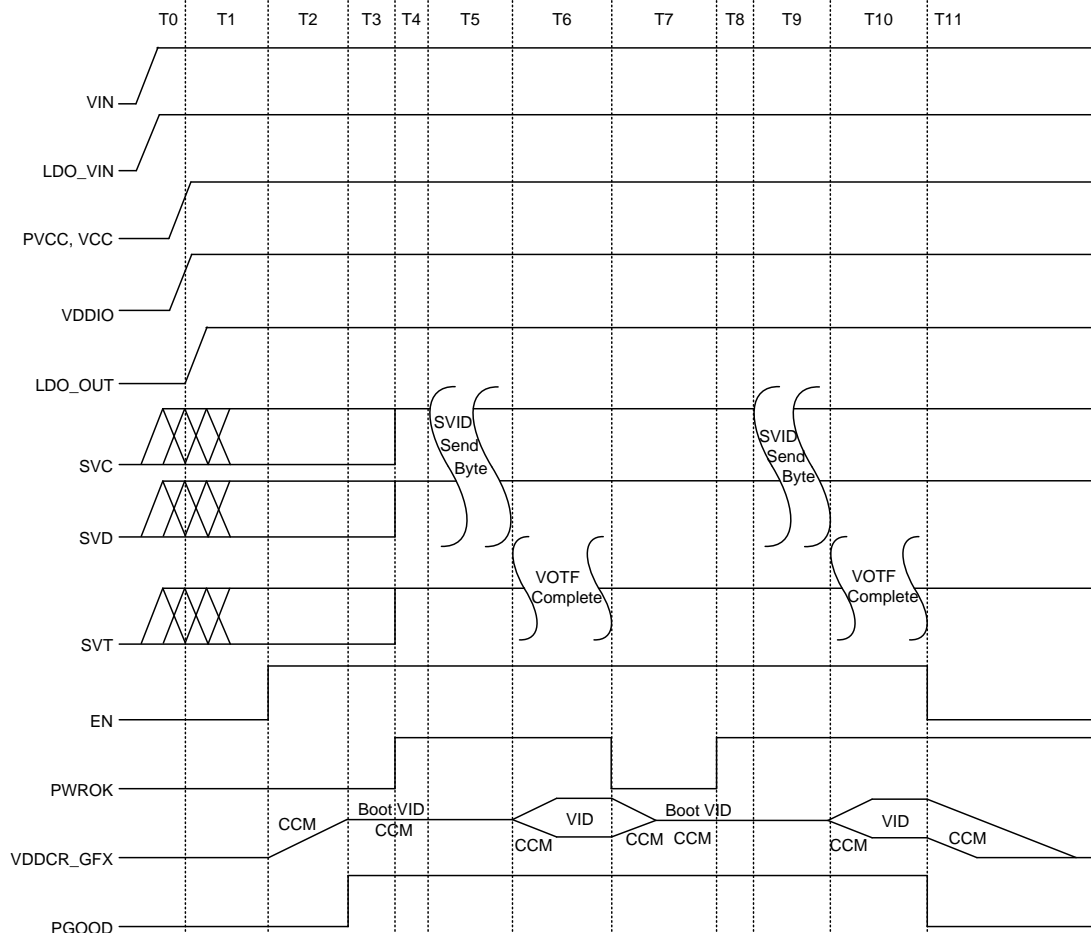 T0 T1 T2 T3 T4 T5 T6 T7 T8 T9 T10 T11
VIN
LDO_VIN
PVCC, VCC
VDDIO
LDO_OUT
SVID
Send
Byte
SVID
Send
Byte
SVC
SVD
VOTF
Complete
VOTF
Complete
SVT
EN
PWROK
CCM
Boot VID
CCM
VID
CCM
Boot VID
CCM CCM
VID
CCM
CCM
VDDCR_GFX
PGOOD